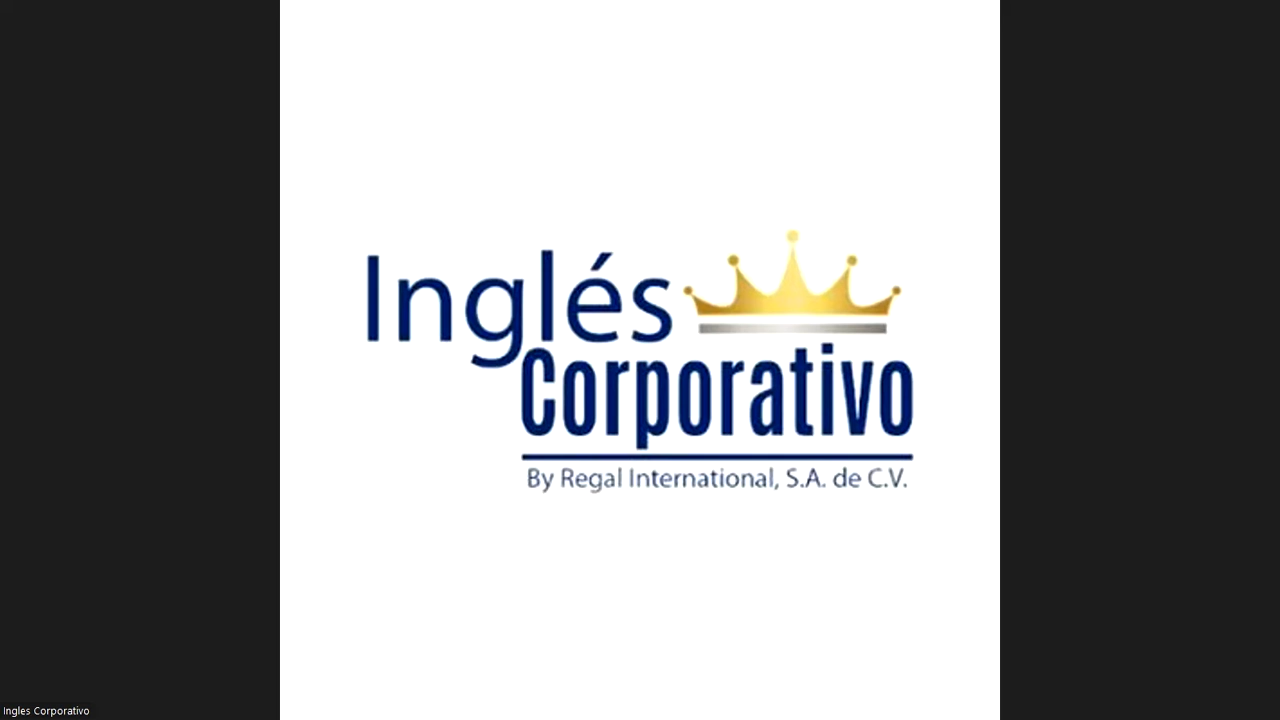 Inglés
Corporativo
By Regal International, S.A. de C.V.
Ingles Corporativo